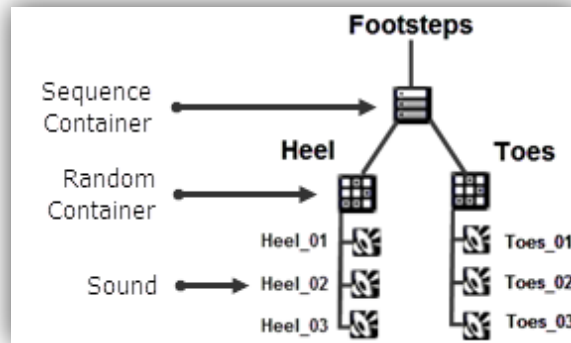 Footsteps
Sequence
Container
Heel
Toes
Random
Container
Heel_01
Toes_01
Sound
Heel_02
Toes_02
Heel_03
Toes_03